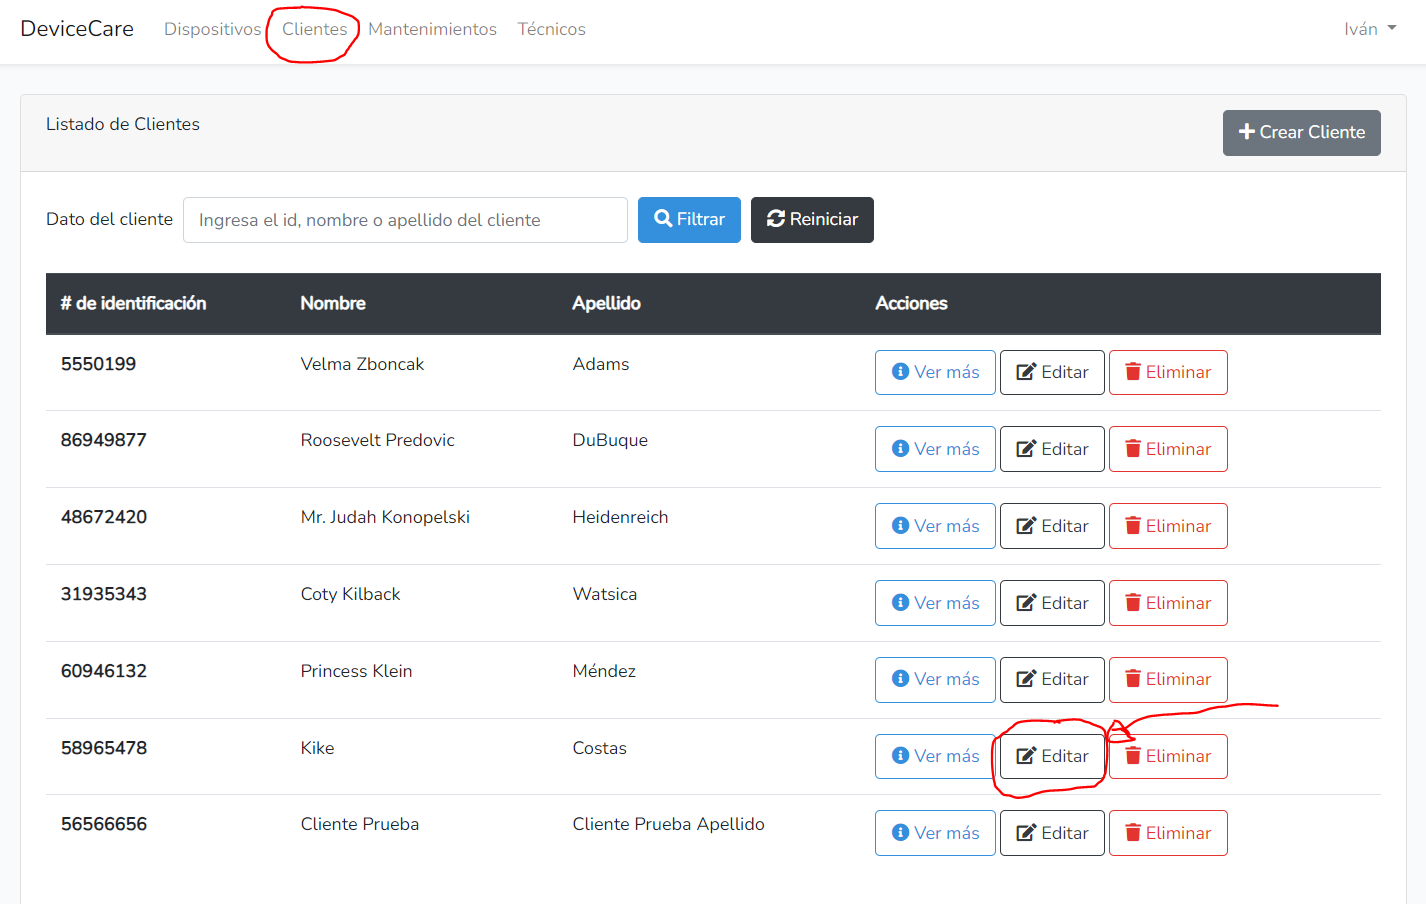 DeviceCare Dispositivos Clientes Mantenimientos Técnicos Iván
Listado de Clientes Crear Cliente
Dato del cliente Ingresa el id, nombre o apellido del cliente Filtrar Reiniciar
# de identificación Nombre Apellido Acciones
5550199 Velma Zboncak Adams Ver más Editar Eliminar
86949877 Roosevelt Predovic DuBuque Ver más Editar Eliminar
48672420 Mr. Judah Konopelski Heidenreich Ver más Editar Eliminar
31935343 Coty Kilback Watsica Ver más Editar Eliminar
60946132 Princess Klein Méndez Ver más Editar Eliminar
58965478 Kike Costas Ver más Editar Eliminar
56566656 Cliente Prueba Cliente Prueba Apellido Ver más Editar Eliminar